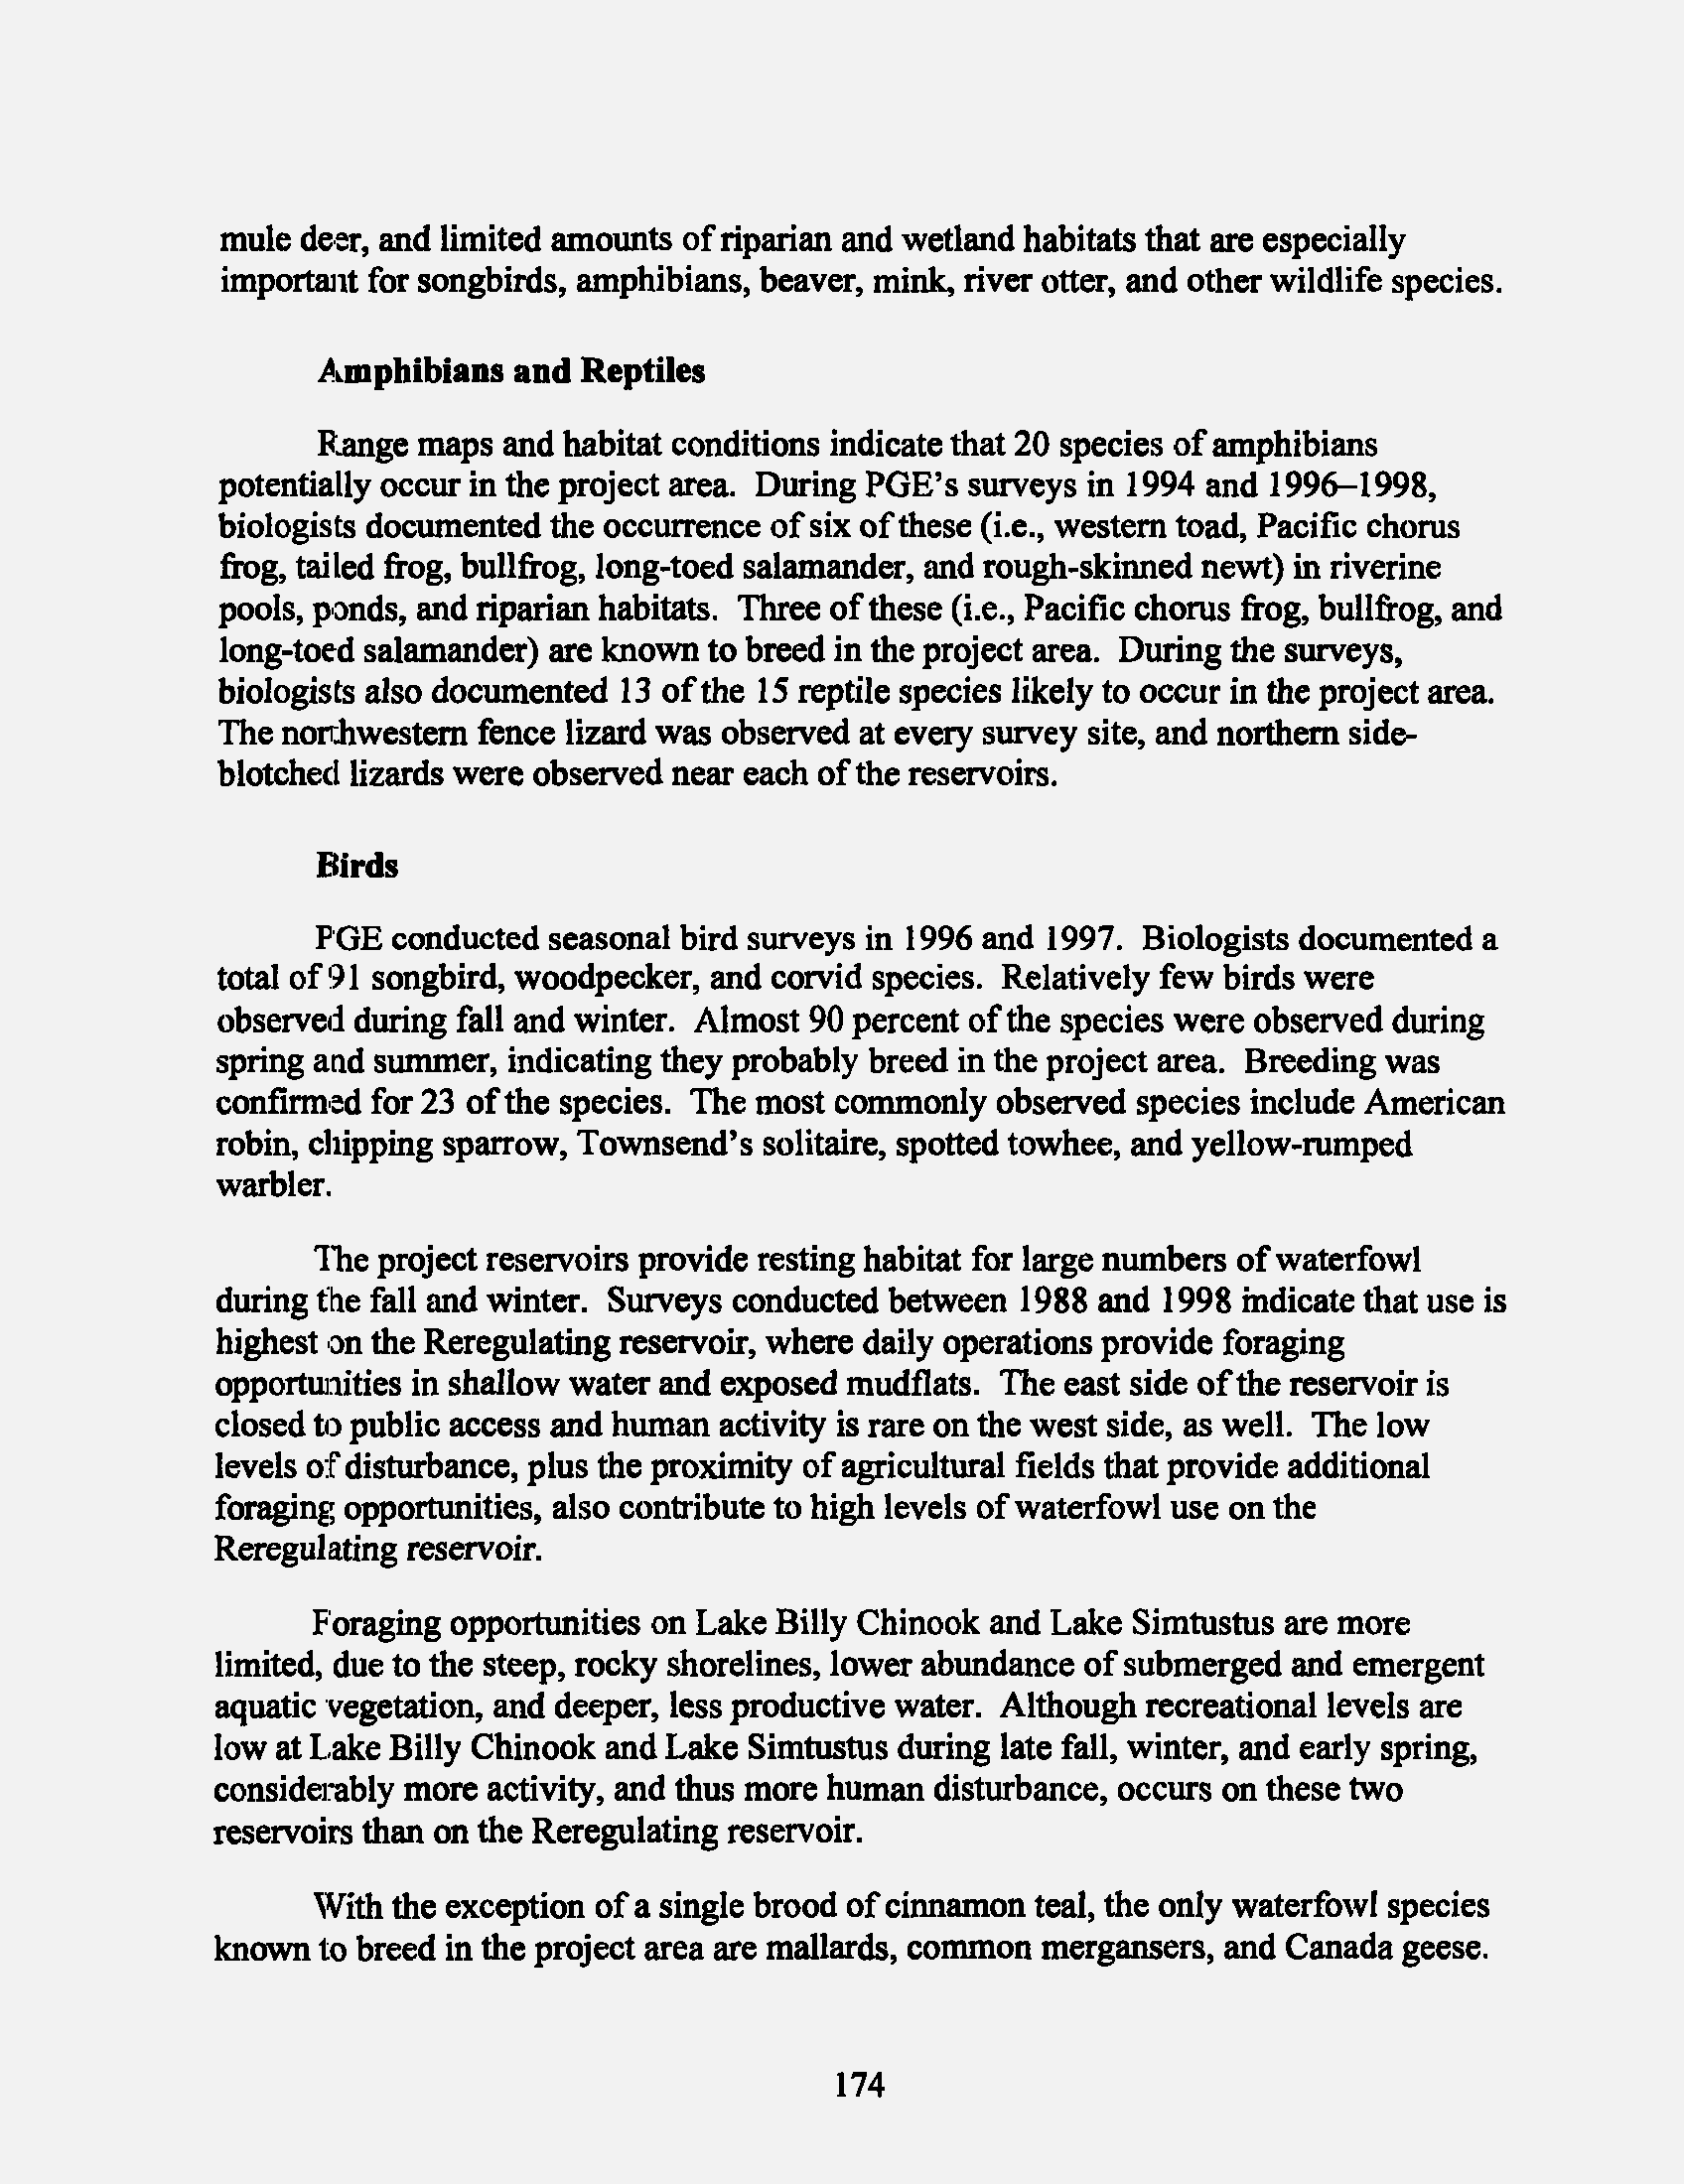 mule deer, and limited amounts of riparian and wetland habitats that are especially
important for songbirds, amphibians, beaver, mink, river otter, and other wildlife species.
Amphibians and Reptiles
Range maps and habitat conditions indicate that 20 species of amphibians
potentially occur in the project area. During PGE's surveys in 1994 and 1996–1998,
biologists documented the occurrence of six of these (i.e., western toad, Pacific chorus
frog, tailed frog, bullfrog, long-toed salamander, and rough-skinned newt) in riverine
pools, ponds, and riparian habitats. Three of these (i.e., Pacific chorus frog, bullfrog, and
long-toed salamander) are known to breed in the project area. During the surveys,
biologists also documented 13 of the 15 reptile species likely to occur in the project area.
The northwestern fence lizard was observed at every survey site, and northern side-
blotched lizards were observed near each of the reservoirs.
Birds
PGE conducted seasonal bird surveys in 1996 and 1997. Biologists documented a
total of 91 songbird, woodpecker, and corvid species. Relatively few birds were
observed during fall and winter. Almost 90 percent of the species were observed during
spring and summer, indicating they probably breed in the project area. Breeding was
confirmed for 23 of the species. The most commonly observed species include American
robin, chipping sparrow, Townsend's solitaire, spotted towhee, and yellow-rumped
warbler.
The project reservoirs provide resting habitat for large numbers of waterfowl
during the fall and winter. Surveys conducted between 1988 and 1998 indicate that use is
highest on the Reregulating reservoir, where daily operations provide foraging
opportunities in shallow water and exposed mudflats. The east side of the reservoir is
closed to public access and human activity is rare on the west side, as well. The low
levels of disturbance, plus the proximity of agricultural fields that provide additional
foraging opportunities, also contribute to high levels of waterfowl use on the
Reregulating reservoir.
Foraging opportunities on Lake Billy Chinook and Lake Simtustus are more
limited, due to the steep, rocky shorelines, lower abundance of submerged and emergent
aquatic vegetation, and deeper, less productive water. Although recreational levels are
low at Lake Billy Chinook and Lake Simtustus during late fall, winter, and early spring,
considerably more activity, and thus more human disturbance, occurs on these two
reservoirs than on the Reregulating reservoir.
With the exception of a single brood of cinnamon teal, the only waterfowl species
known to breed in the project area are mallards, common mergansers, and Canada geese.
174